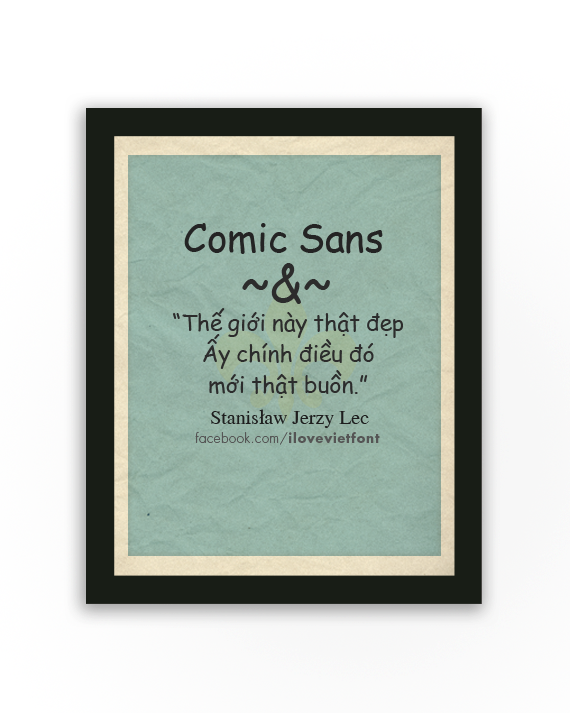 Comic Sans
~&~
“Thế giới này thật đẹp
Ấy chính điều đó
mới thật buồn.”
Stanisław Jerzy Lec
facebook.com/ilovevietfont